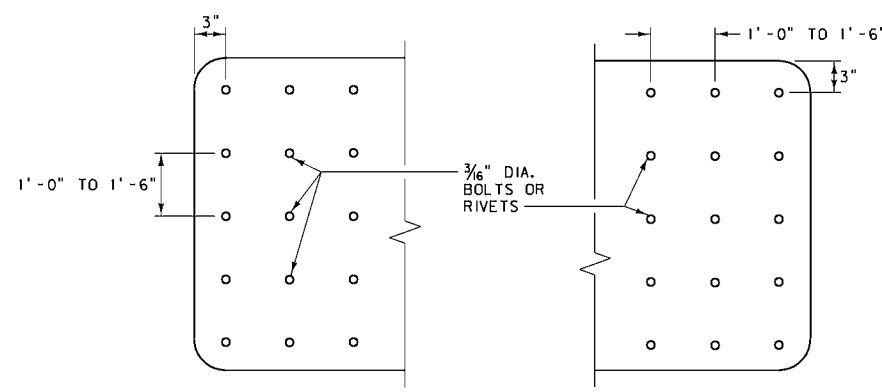 3"
1'-0" TO 1'-6"
3"
1'-0" TO 1'-6"
3/16" DIA.
BOLTS OR
RIVETS